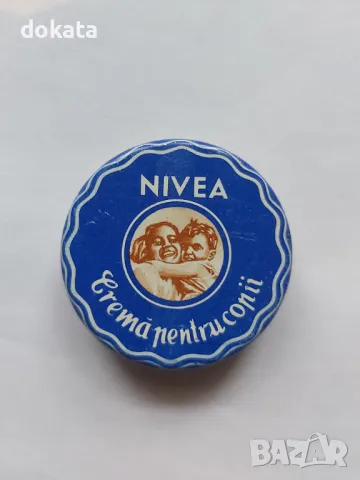 dokata
NIVEA
Cremă pentru copii
BAZAR